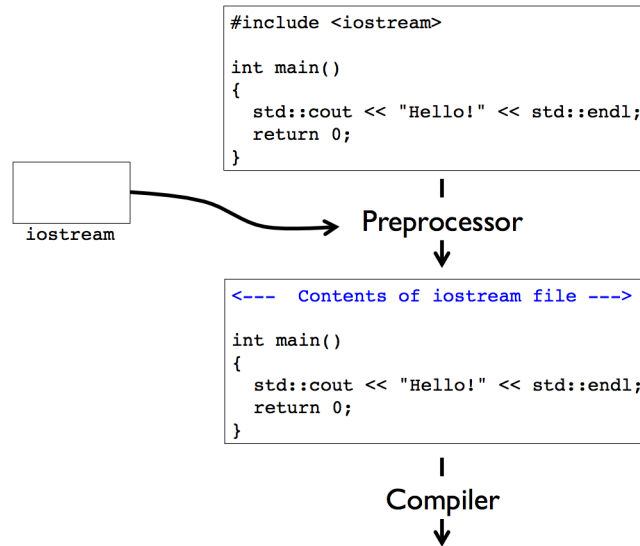 #include <iostream>
int main()
{
  std::cout << "Hello!" << std::endl;
  return 0;
}
iostream
Preprocessor
<---  Contents of iostream file --->
int main()
{
  std::cout << "Hello!" << std::endl;
  return 0;
}
Compiler